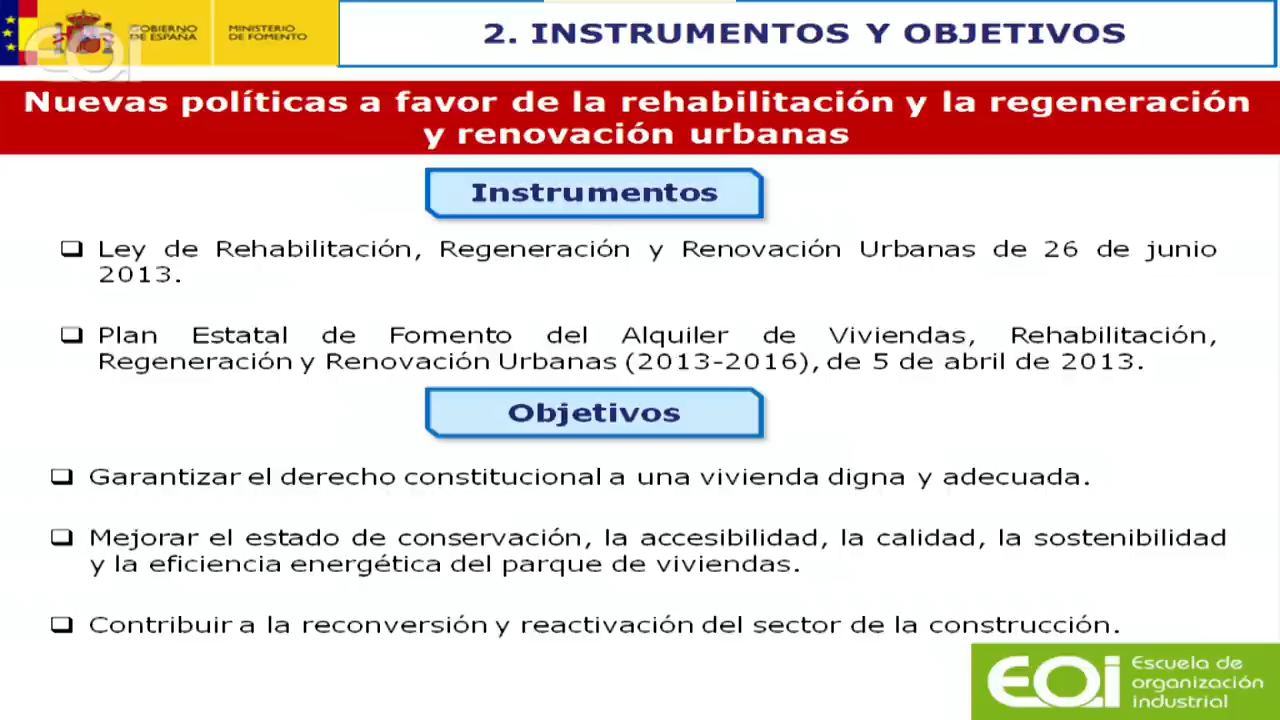 GOBIERNO
DE ESPAÑA
MINISTERIO
DE FOMENTO
eoi
2. INSTRUMENTOS Y OBJETIVOS
Nuevas políticas a favor de la rehabilitación y la regeneración
y renovación urbanas
Instrumentos
Ley de Rehabilitación, Regeneración y Renovación Urbanas de 26 de junio
2013.
Plan Estatal de Fomento del Alquiler de Viviendas, Rehabilitación,
Regeneración y Renovación Urbanas (2013-2016), de 5 de abril de 2013.
Objetivos
Garantizar el derecho constitucional a una vivienda digna y adecuada.
Mejorar el estado de conservación, la accesibilidad, la calidad, la sostenibilidad
y la eficiencia energética del parque de viviendas.
Contribuir a la reconversión y reactivación del sector de la construcción.
eoi
Escuela de
organización
industrial